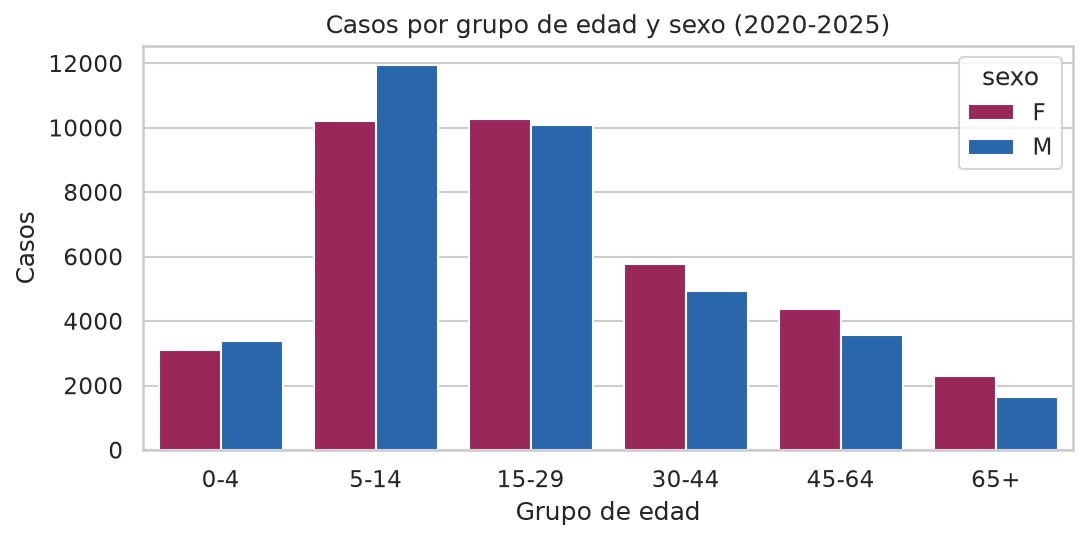 Casos por grupo de edad y sexo (2020-2025)
12000
10000
8000
6000
4000
2000
0
Casos
sexo
F
M
0-4
5-14
15-29
30-44
45-64
65+
Grupo de edad